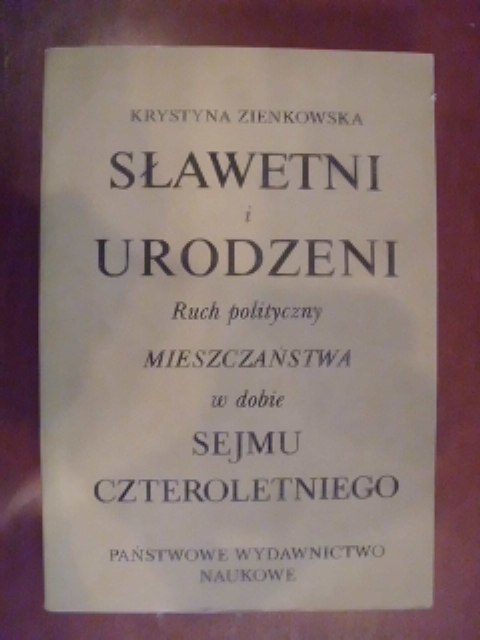 KRYSTYNA ZIENKOWSKA
SŁAWETNI
i
URODZENI
Ruch polityczny
MIESZCZAŃSTWA
w dobie
SEJMU
CZTEROLETNIEGO
PAŃSTWOWE WYDAWNICTWO
NAUKOWE